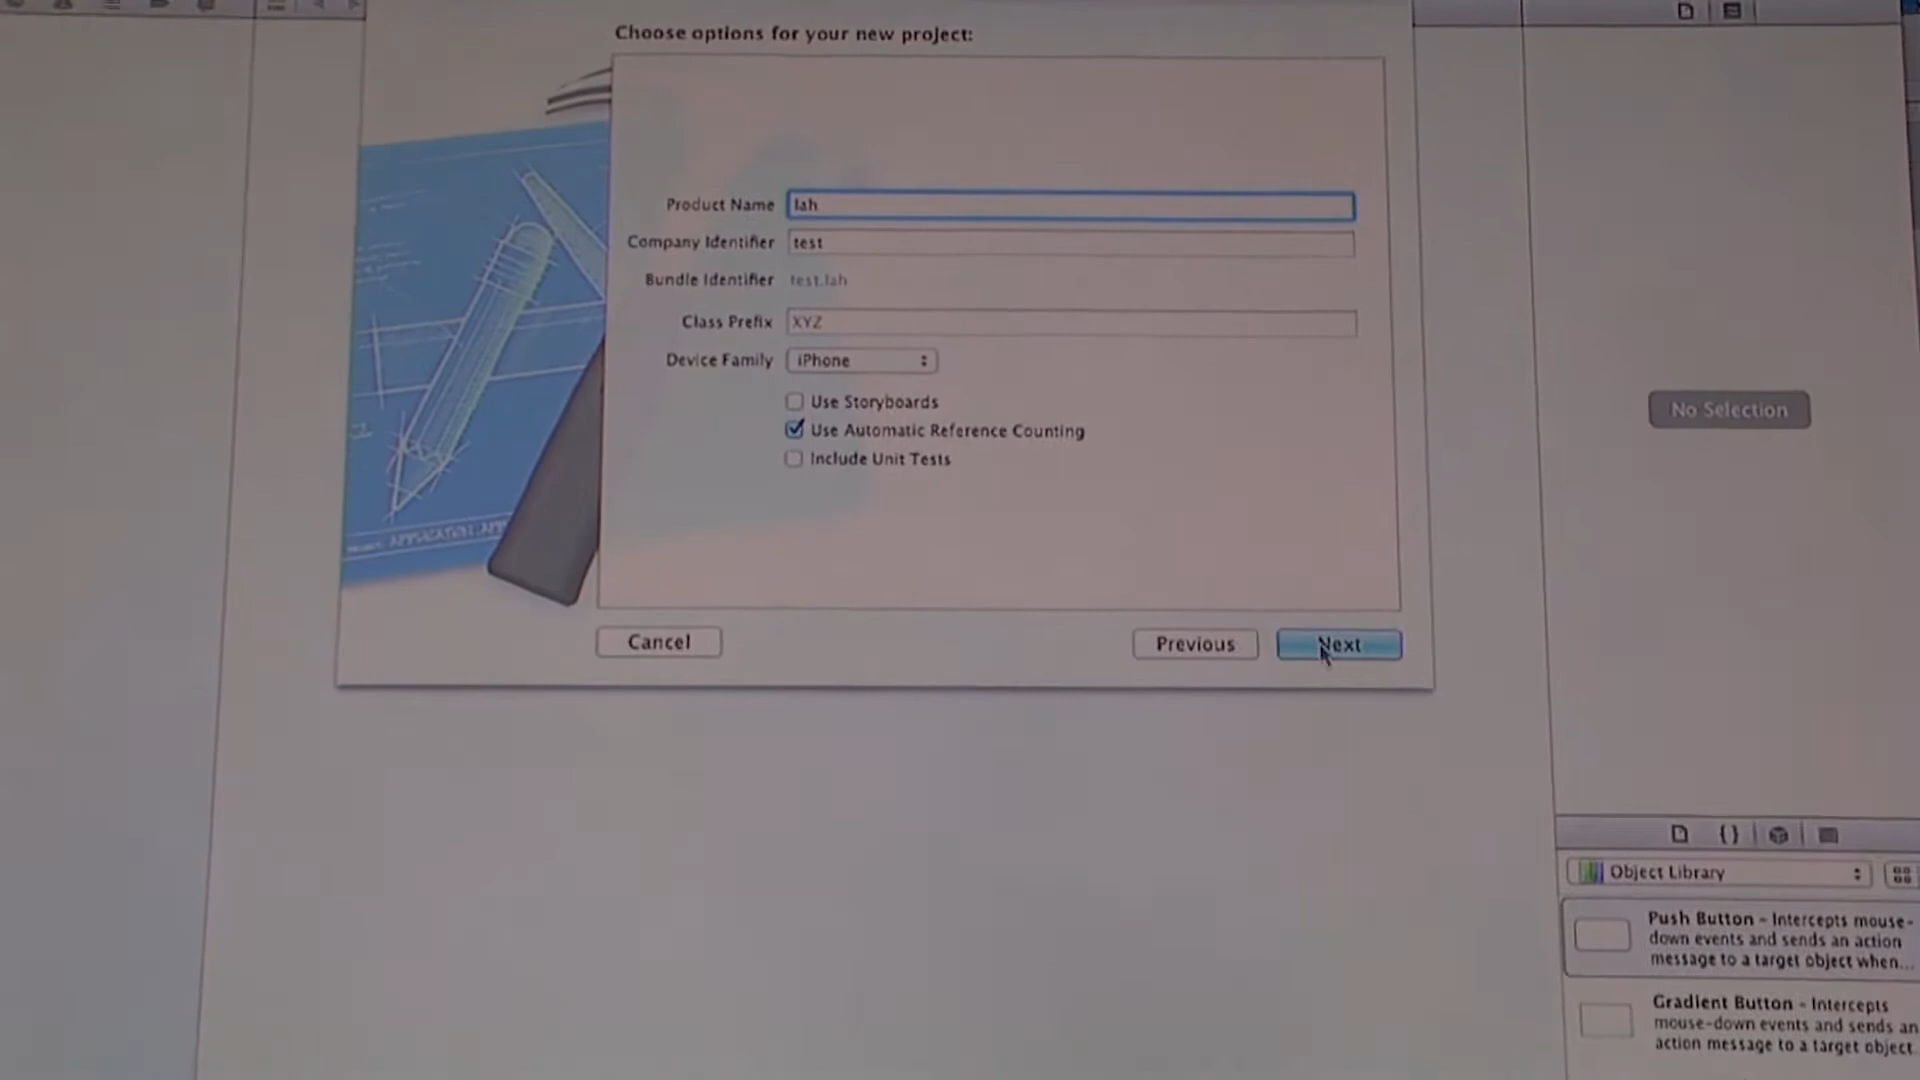 Choose options for your new project:
Product Name lah
Company Identifier test
Bundle Identifier test.lah
Class Prefix XYZ
Device Family iPhone
Use Storyboards
Use Automatic Reference Counting
Include Unit Tests
Cancel
Previous
Next
No Selection
{ }
Object Library
Push Button - Intercepts mouse-
down events and sends an action
message to a target object when...
Gradient Button - Intercepts
mouse-down events and sends an
action message to a target object